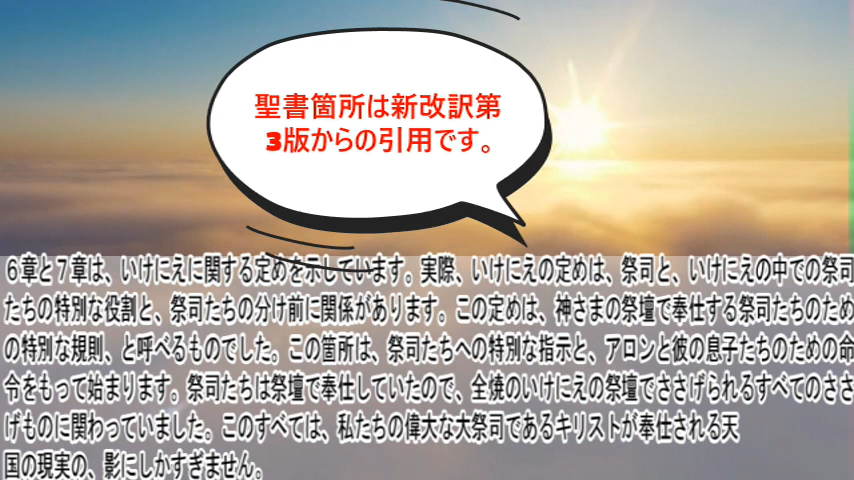 聖書箇所は新改訳第
3版からの引用です。
６章と７章は、いけにえに関する定めを示しています。実際、いけにえの定めは、祭司と、いけにえの中での祭司
たちの特別な役割と、祭司たちの分け前に関係があります。この定めは、神さまの祭壇で奉仕する祭司たちのため
の特別な規則、と呼べるものでした。この箇所は、祭司たちへの特別な指示と、アロンと彼の息子たちのための命
令をもって始まります。祭司たちは祭壇で奉仕していたので、全焼のいけにえの祭壇でささげられるすべてのささ
げものに関わっていました。このすべては、私たちの偉大な大祭司であるキリストが奉仕される天
国の現実の、影にしかすぎません。